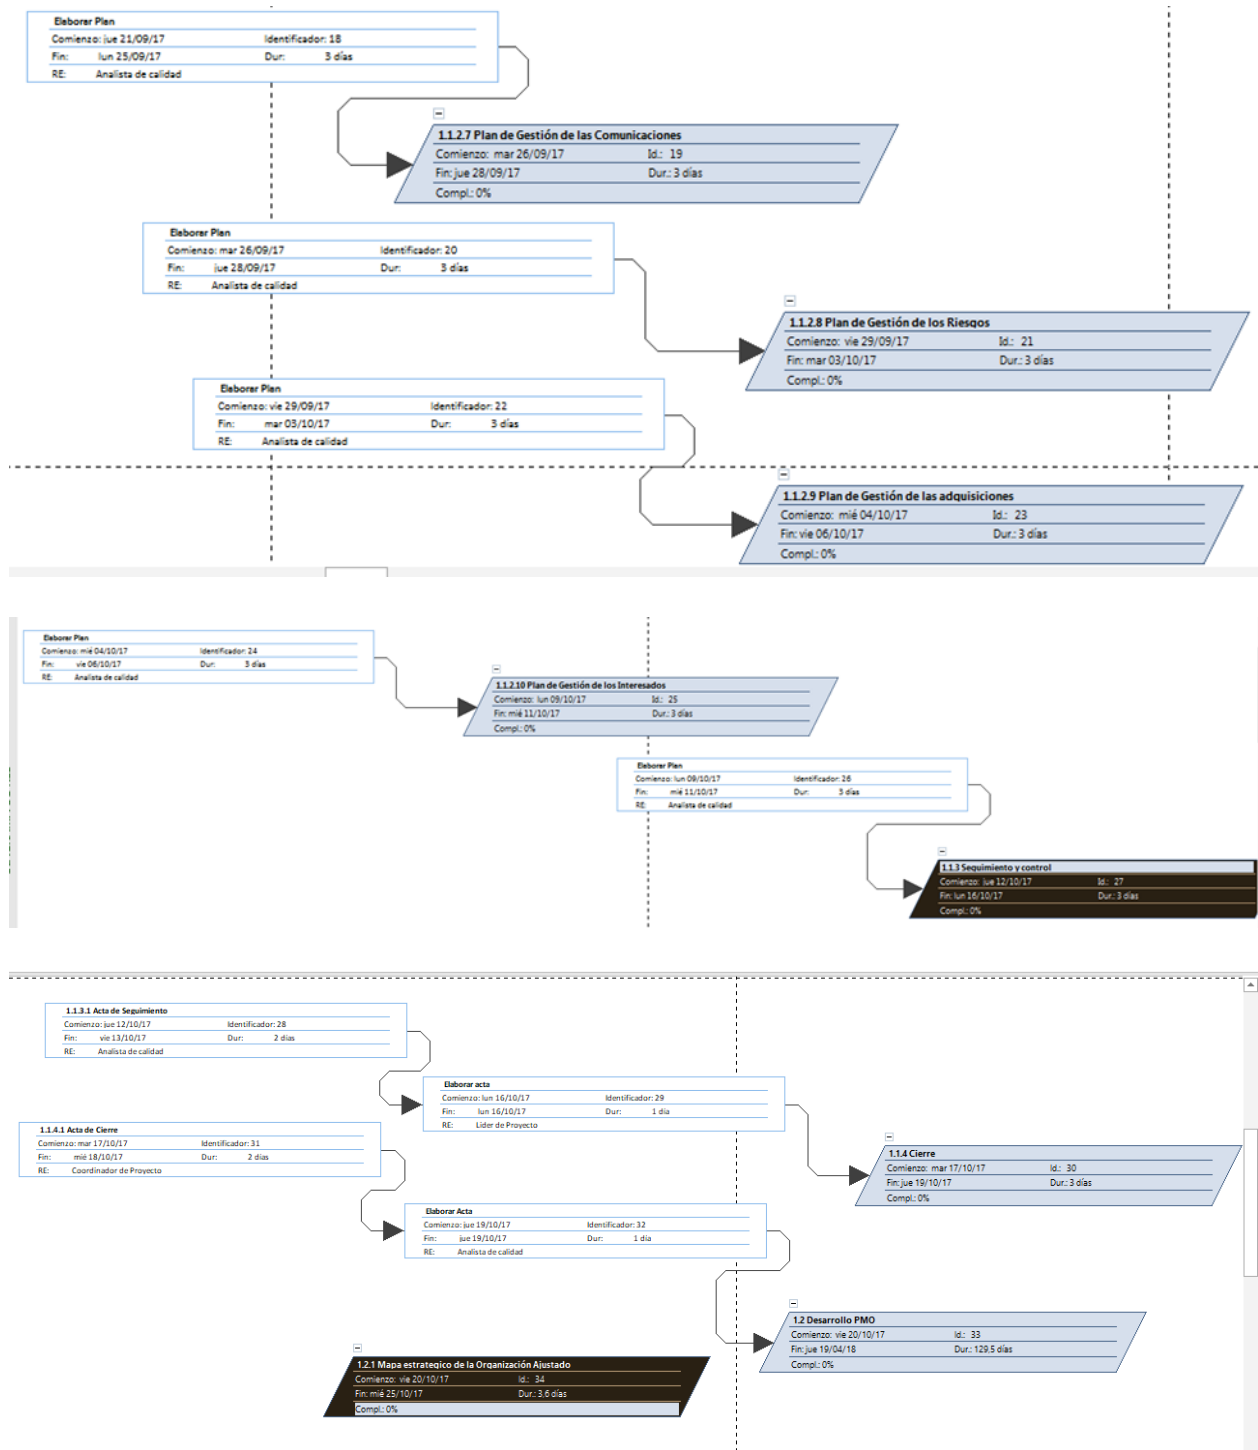 Elaborar Plan
Comienzo: jue 21/09/17 Identificador: 18
Fin: lun 25/09/17 Dur: 3 días
RE: Analista de calidad
1.1.2.7 Plan de Gestión de las Comunicaciones
Comienzo: mar 26/09/17 Id.: 19
Fin: jue 28/09/17 Dur.: 3 días
Compl.: 0%
Elaborar Plan
Comienzo: mar 26/09/17 Identificador: 20
Fin: jue 28/09/17 Dur: 3 días
RE: Analista de calidad
1.1.2.8 Plan de Gestión de los Riesgos
Comienzo: vie 29/09/17 Id.: 21
Fin: mar 03/10/17 Dur.: 3 días
Compl.: 0%
Elaborar Plan
Comienzo: vie 29/09/17 Identificador: 22
Fin: mar 03/10/17 Dur: 3 días
RE: Analista de calidad
1.1.2.9 Plan de Gestión de las adquisiciones
Comienzo: mié 04/10/17 Id.: 23
Fin: vie 06/10/17 Dur.: 3 días
Compl.: 0%
Elaborar Plan
Comienzo: mié 04/10/17 Identificador: 24
Fin: vie 06/10/17 Dur: 3 días
RE: Analista de calidad
1.1.2.10 Plan de Gestión de los Interesados
Comienzo: lun 09/10/17 Id.: 25
Fin: mié 11/10/17 Dur.: 3 días
Compl.: 0%
Elaborar Plan
Comienzo: lun 09/10/17 Identificador: 26
Fin: mié 11/10/17 Dur: 3 días
RE: Analista de calidad
1.1.3 Seguimiento y control
Comienzo: jue 12/10/17 Id.: 27
Fin: lun 16/10/17 Dur.: 3 días
Compl.: 0%
1.1.3.1 Acta de Seguimiento
Comienzo: jue 12/10/17 Identificador: 28
Fin: vie 13/10/17 Dur: 2 días
RE: Analista de calidad
Elaborar acta
Comienzo: lun 16/10/17 Identificador: 29
Fin: lun 16/10/17 Dur: 1 día
RE: Lider de Proyecto
1.1.4.1 Acta de Cierre
Comienzo: mar 17/10/17 Identificador: 31
Fin: mié 18/10/17 Dur: 2 días
RE: Coordinador de Proyecto
1.1.4 Cierre
Comienzo: mar 17/10/17 Id.: 30
Fin: jue 19/10/17 Dur.: 3 días
Compl.: 0%
Elaborar Acta
Comienzo: jue 19/10/17 Identificador: 32
Fin: jue 19/10/17 Dur: 1 día
RE: Analista de calidad
1.2 Desarrollo PMO
Comienzo: vie 20/10/17 Id.: 33
Fin: jue 19/04/18 Dur.: 129,5 días
Compl.: 0%
1.2.1 Mapa estrategico de la Organización Ajustado
Comienzo: vie 20/10/17 Id.: 34
Fin: mié 25/10/17 Dur.: 3,6 días
Compl.: 0%